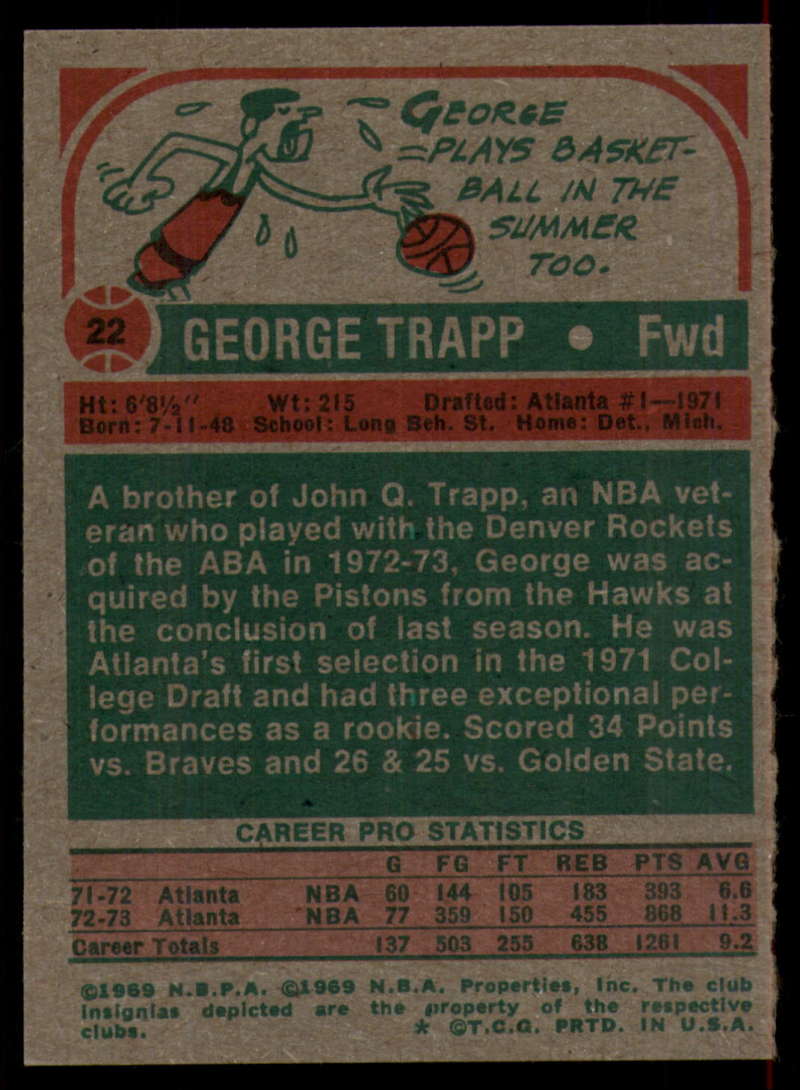 GEORGE
PLAYS BASKET-
BALL IN THE
SUMMER
TOO.
22 GEORGE TRAPP • Fwd
Ht: 6'8½" Wt: 215 Drafted: Atlanta #1—1971
Born: 7-11-48 School: Long Beh. St. Home: Det., Mich.
A brother of John Q. Trapp, an NBA vet-
eran who played with the Denver Rockets
of the ABA in 1972-73, George was ac-
quired by the Pistons from the Hawks at
the conclusion of last season. He was
Atlanta's first selection in the 1971 Col-
lege Draft and had three exceptional per-
formances as a rookie. Scored 34 Points
vs. Braves and 26 & 25 vs. Golden State.
CAREER PRO STATISTICS
G FG FT REB PTS AVG
71-72 Atlanta NBA 60 144 105 183 393 6.6
72-73 Atlanta NBA 77 359 150 455 868 11.3
Career Totals 137 503 255 638 1261 9.2
©1969 N.B.P.A. ©1969 N.B.A. Properties, Inc. The club
insignias depicted are the property of the respective
clubs. * ©T.C.G. PRTD. IN U.S.A.